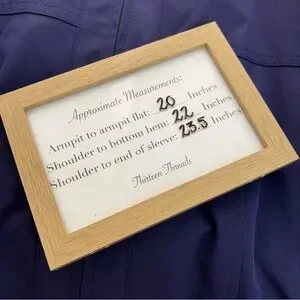 Approximate Measurements:
Armpit to armpit flat: 20 Inches
Shoulder to bottom hem: 22 Inches
Shoulder to end of sleeve: 23.5 Inches
Thirteen Threads